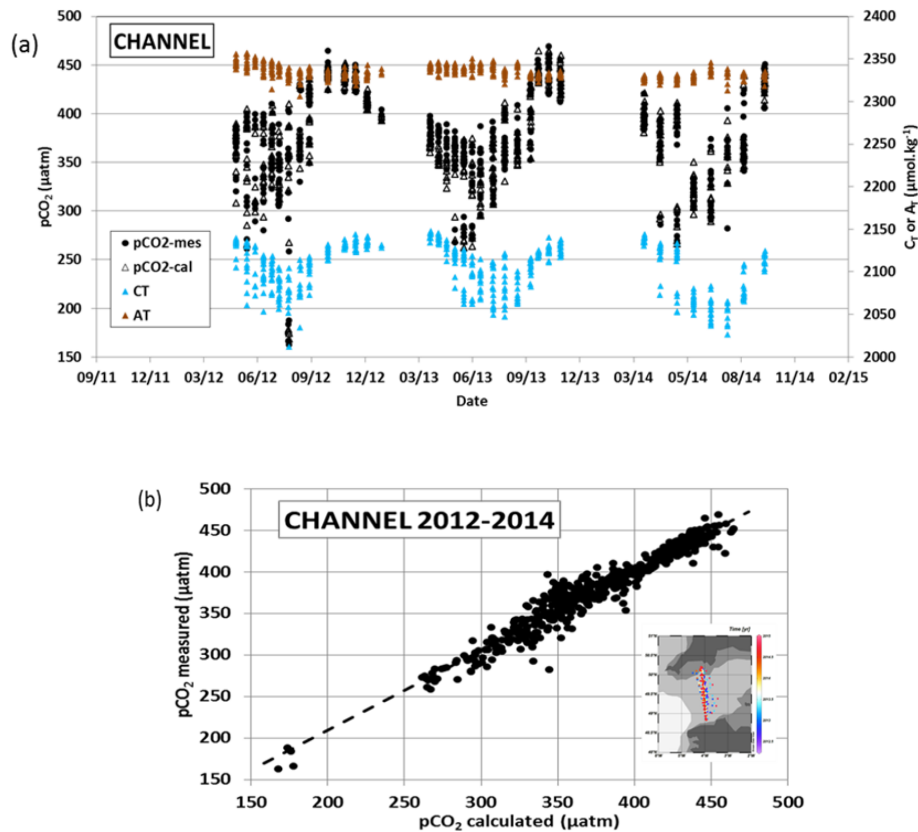 (a)
CHANNEL
500
450
400
350
300
250
200
150
pCO2 (µatm)
pCO2-mes
pCO2-cal
CT
AT
2400
2350
2300
2250
2200
2150
2100
2050
2000
CT or AT (µmol.kg-1)
09/11 12/11 03/12 06/12 09/12 12/12 03/13 06/13 09/13 12/13 03/14 05/14 08/14 11/14 02/15
Date
(b)
CHANNEL 2012-2014
500
450
400
350
300
250
200
150
pCO2 measured (µatm)
Time [yr]
150 200 250 300 350 400 450 500
pCO2 calculated (µatm)